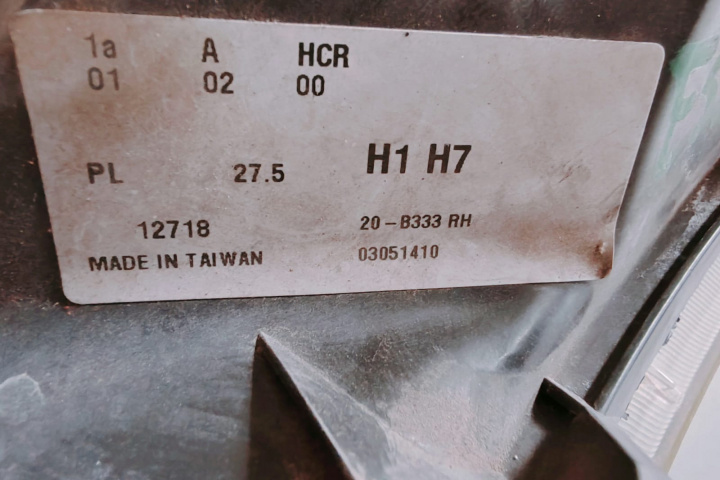 1a A HCR
01 02 00
PL 27.5 H1 H7
12718 20-B333 RH
MADE IN TAIWAN 03051410